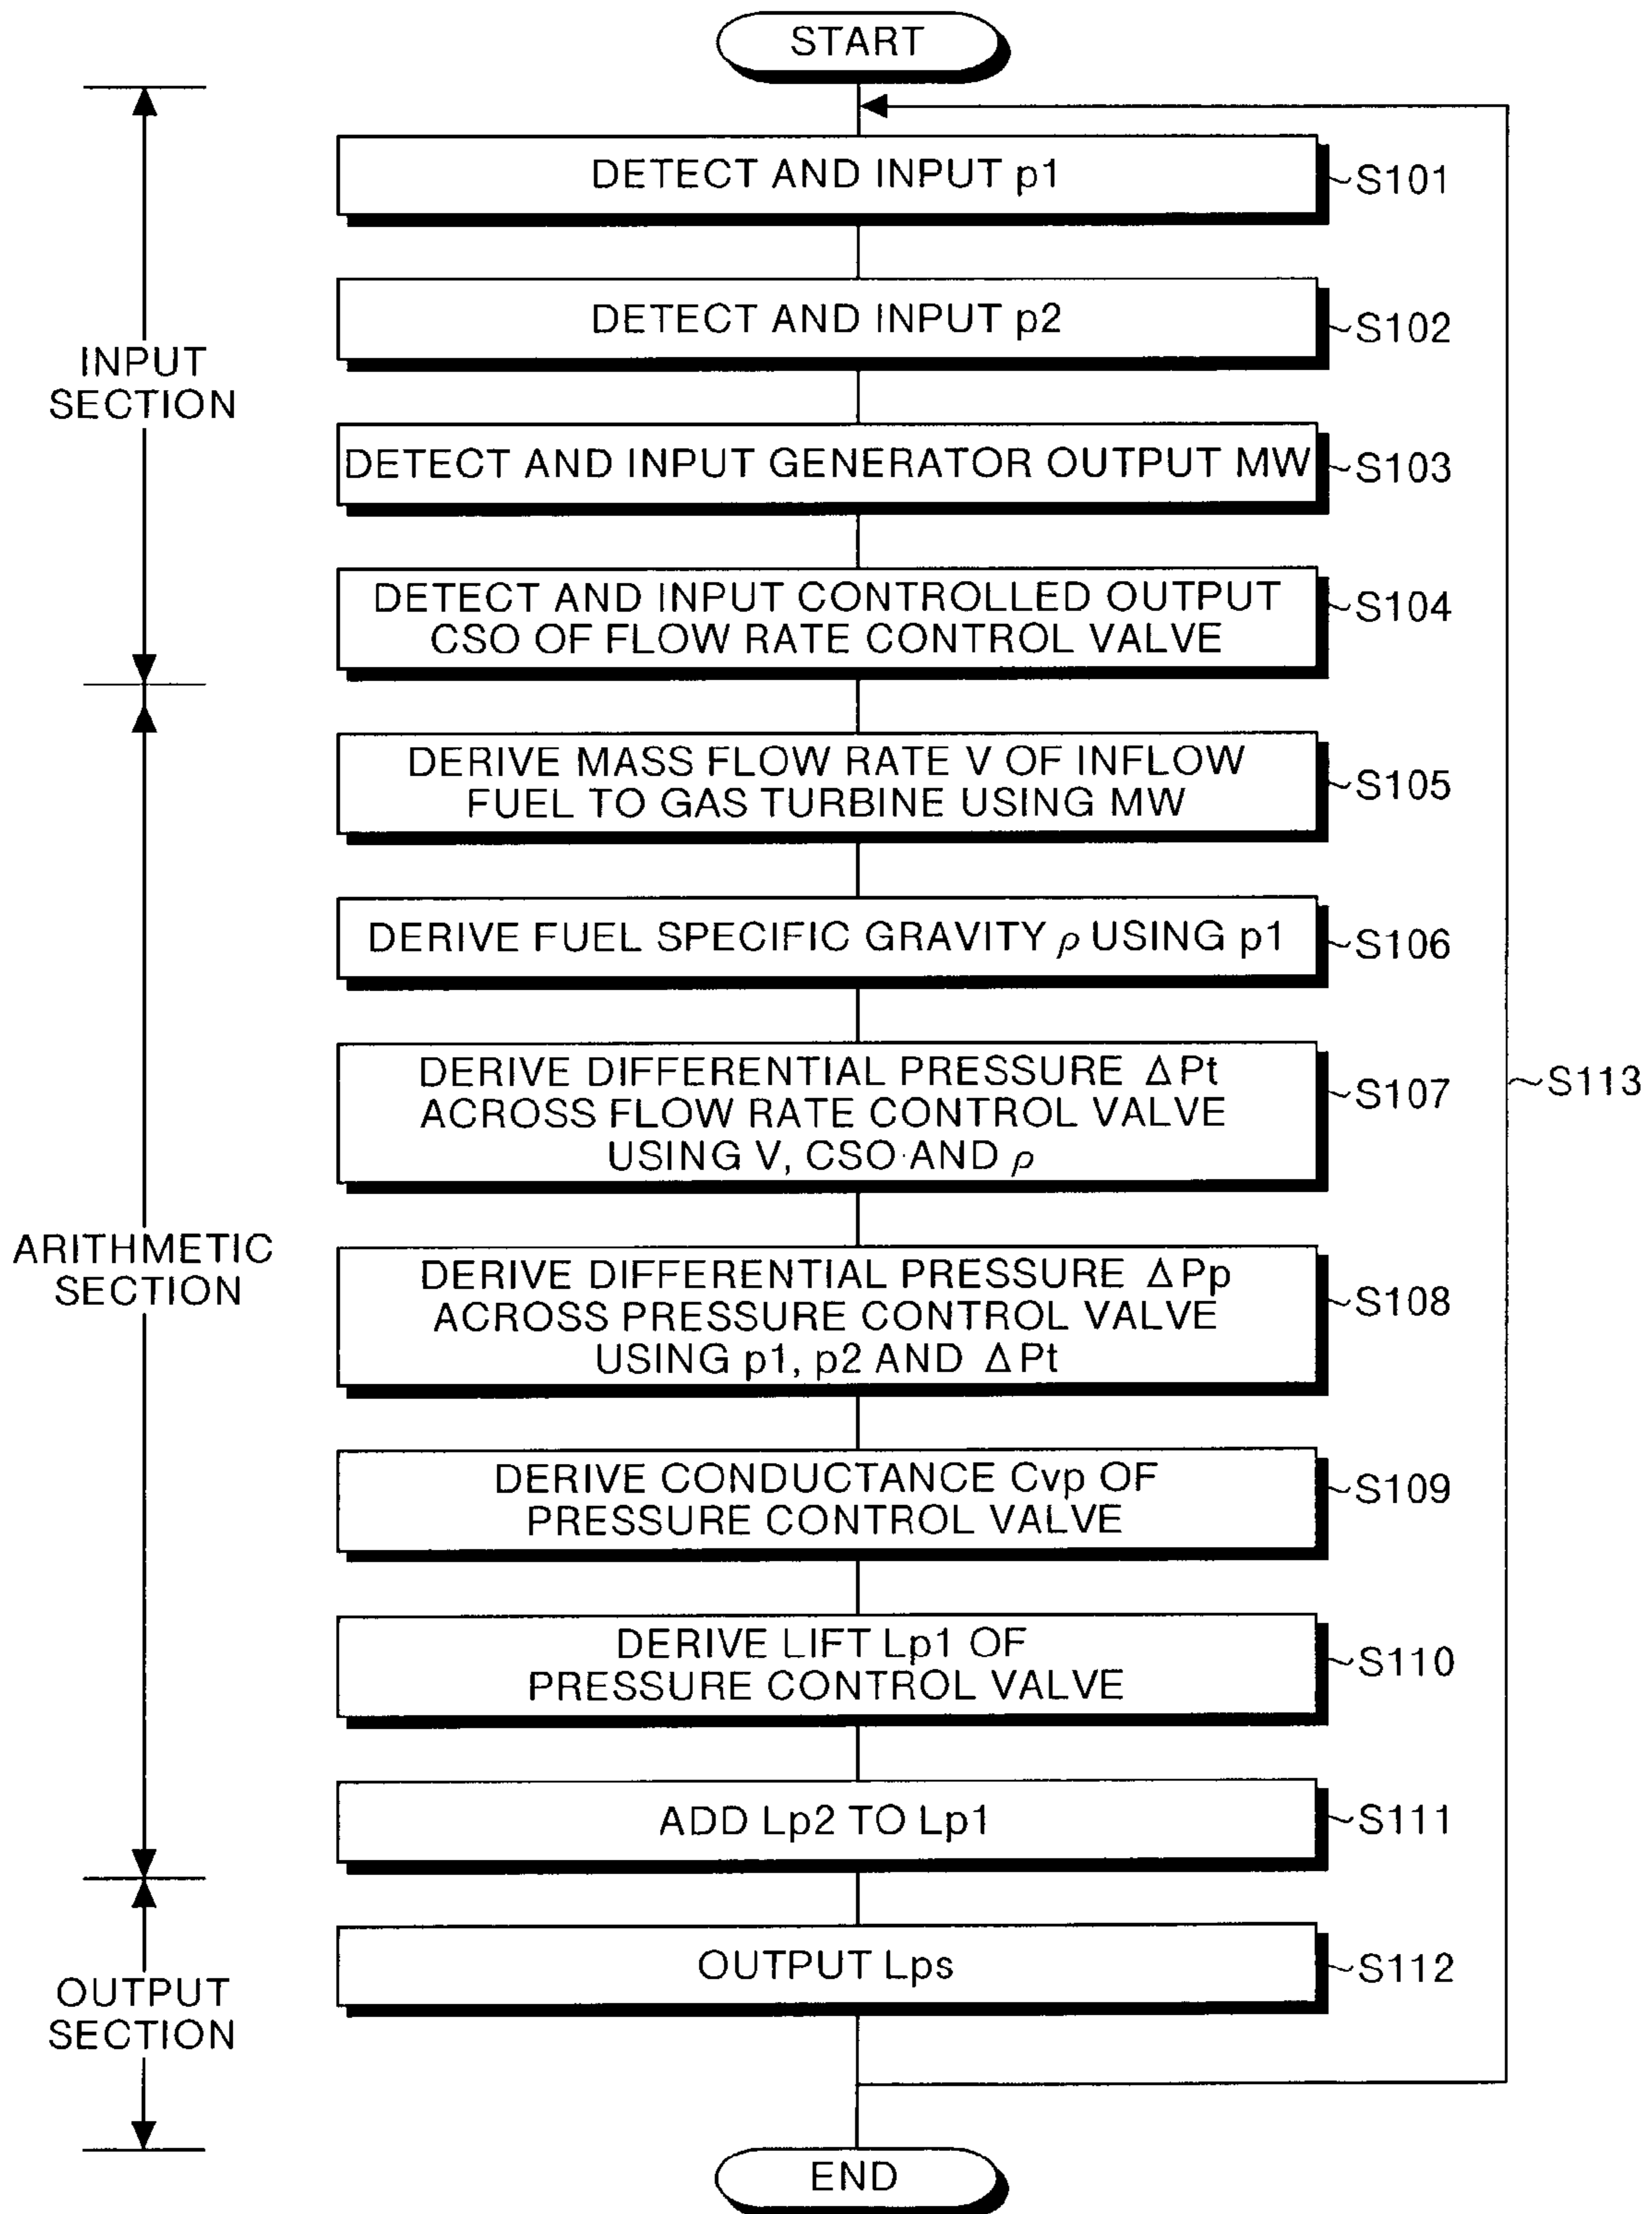 START
DETECT AND INPUT p1
S101
DETECT AND INPUT p2
S102
INPUT
SECTION
DETECT AND INPUT GENERATOR OUTPUT MW
S103
DETECT AND INPUT CONTROLLED OUTPUT
CSO OF FLOW RATE CONTROL VALVE
S104
DERIVE MASS FLOW RATE V OF INFLOW
FUEL TO GAS TURBINE USING MW
S105
DERIVE FUEL SPECIFIC GRAVITY ρ USING p1
S106
DERIVE DIFFERENTIAL PRESSURE ΔPt
ACROSS FLOW RATE CONTROL VALVE
USING V, CSO AND ρ
S107
S113
ARITHMETIC
SECTION
DERIVE DIFFERENTIAL PRESSURE ΔPp
ACROSS PRESSURE CONTROL VALVE
USING p1, p2 AND ΔPt
S108
DERIVE CONDUCTANCE Cvp OF
PRESSURE CONTROL VALVE
S109
DERIVE LIFT Lp1 OF
PRESSURE CONTROL VALVE
S110
ADD Lp2 TO Lp1
S111
OUTPUT Lps
S112
OUTPUT
SECTION
END